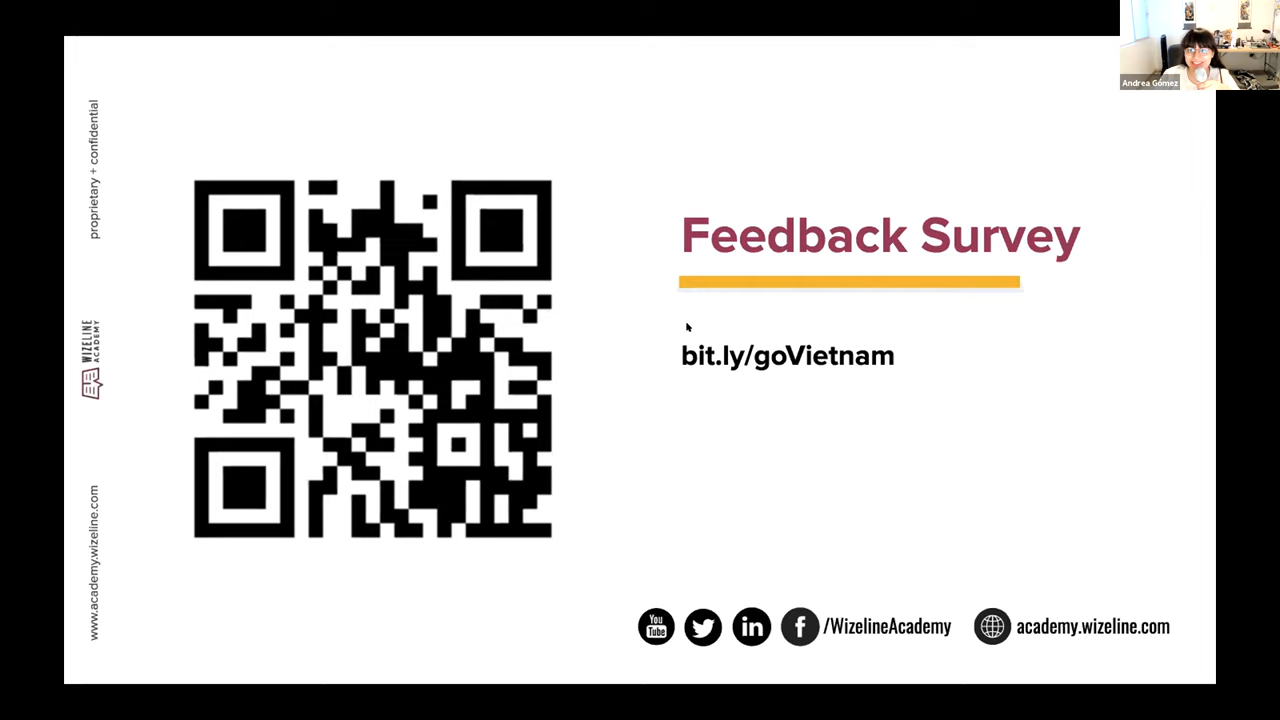 Andrea Gómez
proprietary + confidential
WIZELINE
ACADEMY
www.academy.wizeline.com
Feedback Survey
bit.ly/goVietnam
You
Tube
in
f
/WizelineAcademy
academy.wizeline.com